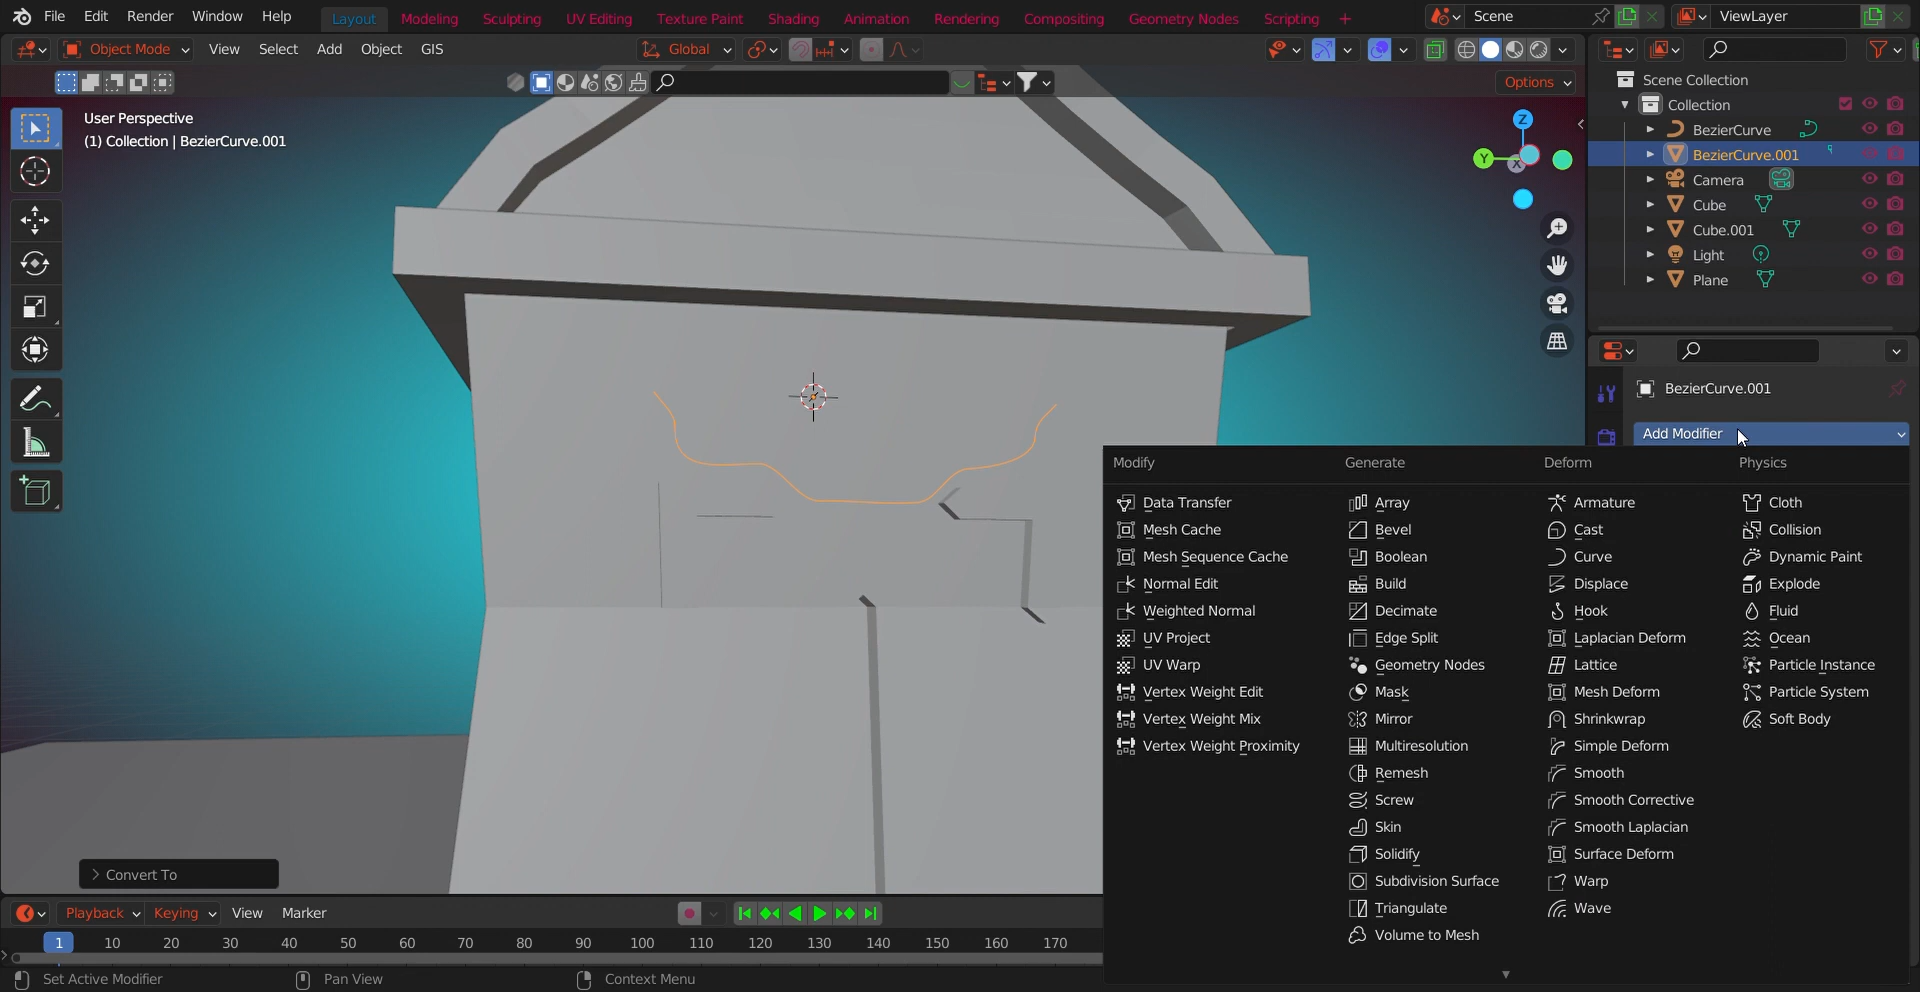 File Edit Render Window Help Layout Modeling Sculpting UV Editing Texture Paint Shading Animation Rendering Compositing Geometry Nodes Scripting + Scene ViewLayer
Object Mode View Select Add Object GIS Global
Options
User Perspective
(1) Collection | BezierCurve.001
Z
Y
X
Scene Collection
Collection
BezierCurve
BezierCurve.001
Camera
Cube
Cube.001
Light
Plane
BezierCurve.001
Add Modifier
Modify Generate Deform Physics
Data Transfer Array Armature Cloth
Mesh Cache Bevel Cast Collision
Mesh Sequence Cache Boolean Curve Dynamic Paint
Normal Edit Build Displace Explode
Weighted Normal Decimate Hook Fluid
UV Project Edge Split Laplacian Deform Ocean
UV Warp Geometry Nodes Lattice Particle Instance
Vertex Weight Edit Mask Mesh Deform Particle System
Vertex Weight Mix Mirror Shrinkwrap Soft Body
Vertex Weight Proximity Multiresolution Simple Deform
Remesh Smooth
Screw Smooth Corrective
Skin Smooth Laplacian
Solidify Surface Deform
Subdivision Surface Warp
Triangulate Wave
Volume to Mesh
Convert To
Playback Keying View Marker
1 10 20 30 40 50 60 70 80 90 100 110 120 130 140 150 160 170
Set Active Modifier Pan View Context Menu